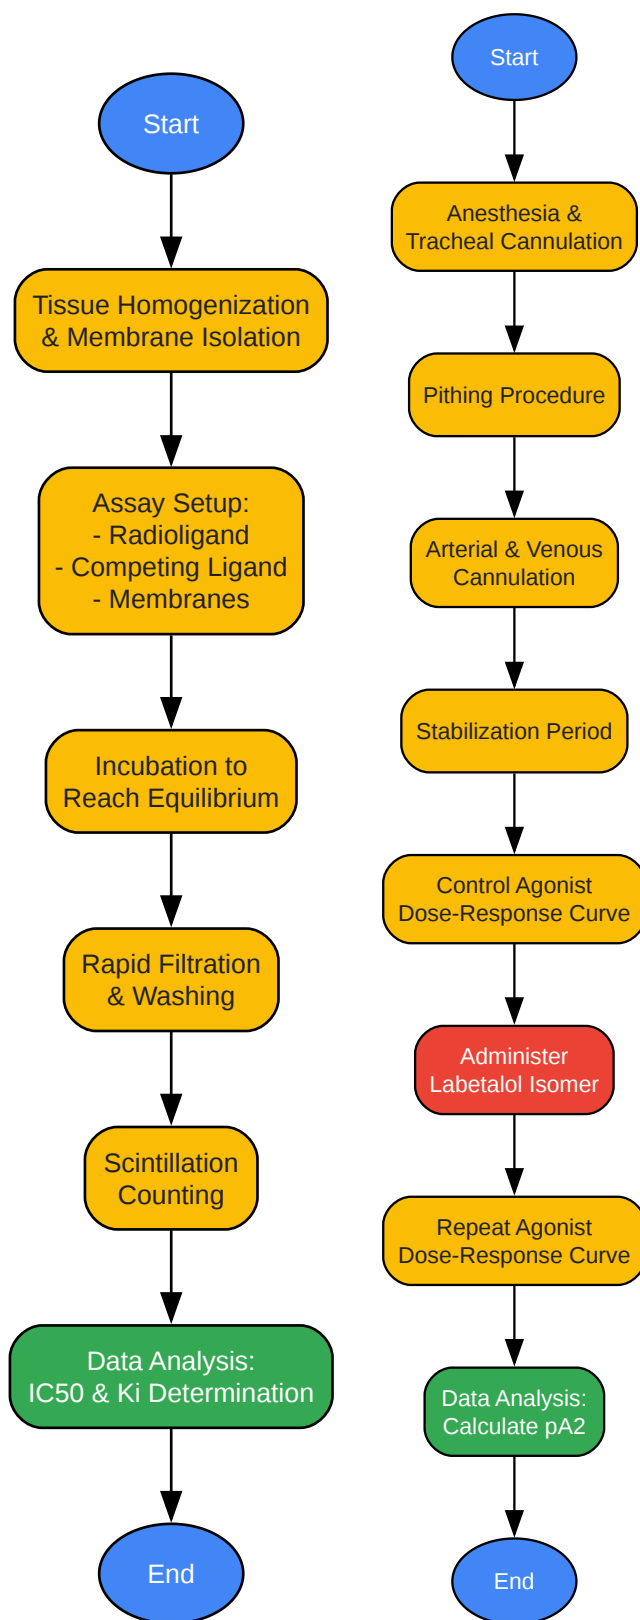 Start
Tissue Homogenization
& Membrane Isolation
Assay Setup:
- Radioligand
- Competing Ligand
- Membranes
Incubation to
Reach Equilibrium
Rapid Filtration
& Washing
Scintillation
Counting
Data Analysis:
IC50 & Ki Determination
End
Start
Anesthesia &
Tracheal Cannulation
Pithing Procedure
Arterial & Venous
Cannulation
Stabilization Period
Control Agonist
Dose-Response Curve
Administer
Labetalol Isomer
Repeat Agonist
Dose-Response Curve
Data Analysis:
Calculate pA2
End